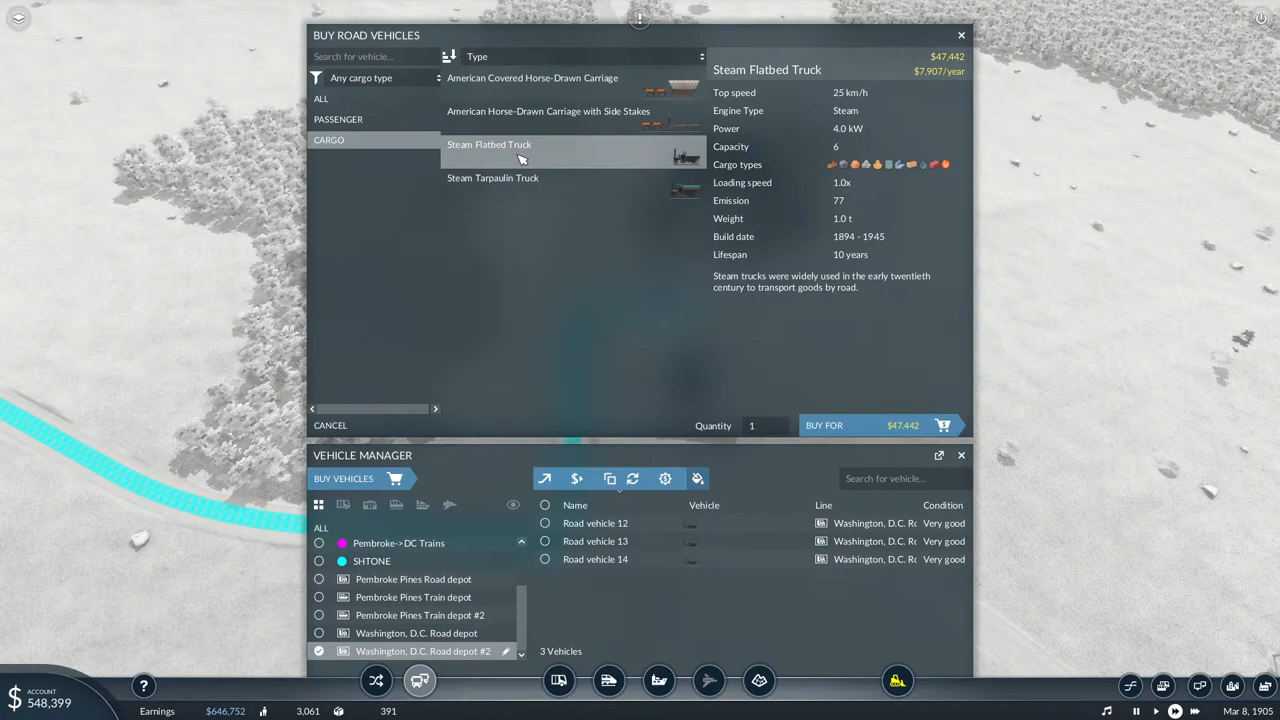 BUY ROAD VEHICLES
Search for vehicle...
Type
Any cargo type
ALL
PASSENGER
CARGO
American Covered Horse-Drawn Carriage
American Horse-Drawn Carriage with Side Stakes
Steam Flatbed Truck
Steam Tarpaulin Truck
$47,442
Steam Flatbed Truck
$7,907/year
Top speed 25 km/h
Engine Type Steam
Power 4.0 kW
Capacity 6
Cargo types
Loading speed 1.0x
Emission 77
Weight 1.0 t
Build date 1894 - 1945
Lifespan 10 years
Steam trucks were widely used in the early twentieth
century to transport goods by road.
CANCEL
Quantity 1
BUY FOR $47,442
VEHICLE MANAGER
BUY VEHICLES
Search for vehicle...
ALL
Pembroke->DC Trains
SHTONE
Pembroke Pines Road depot
Pembroke Pines Train depot
Pembroke Pines Train depot #2
Washington, D.C. Road depot
Washington, D.C. Road depot #2
Name Vehicle Line Condition
Road vehicle 12 Washington, D.C. Rc Very good
Road vehicle 13 Washington, D.C. Rc Very good
Road vehicle 14 Washington, D.C. Rc Very good
3 Vehicles
$ ACCOUNT
548,399
?
Earnings $646,752 3,061 391
Mar 8, 1905